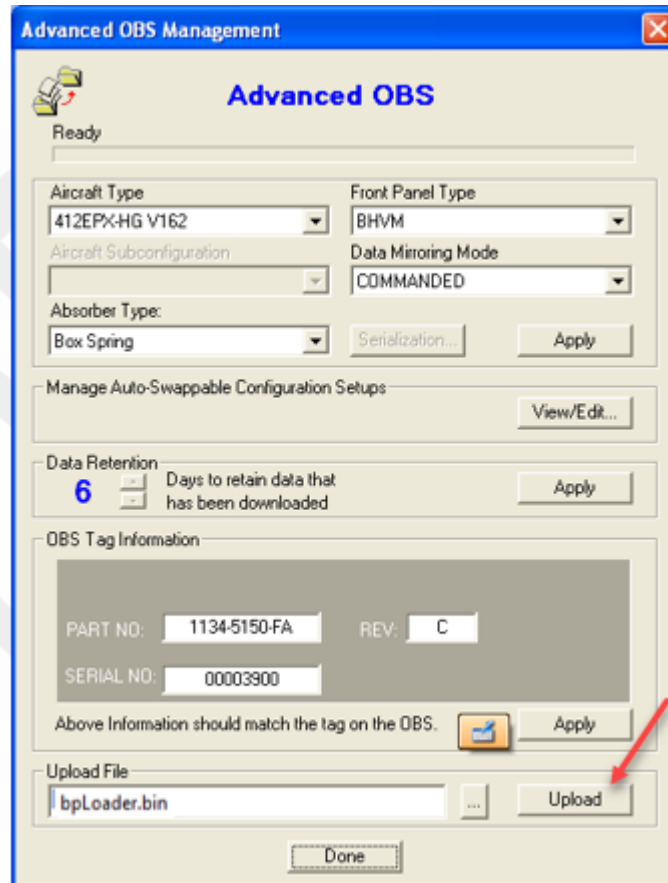 Advanced OBS Management
Advanced OBS
Ready
Aircraft Type
Front Panel Type
412EPX-HG V162
BHVM
Aircraft Subconfiguration
Data Mirroring Mode
COMMANDED
Absorber Type:
Box Spring
Serialization...
Apply
Manage Auto-Swappable Configuration Setups
View/Edit...
Data Retention
6
Days to retain data that
has been downloaded
Apply
OBS Tag Information
PART NO: 1134-5150-FA REV: C
SERIAL NO: 00003900
Above Information should match the tag on the OBS.
Apply
Upload File
bpLoader.bin
...
Upload
Done